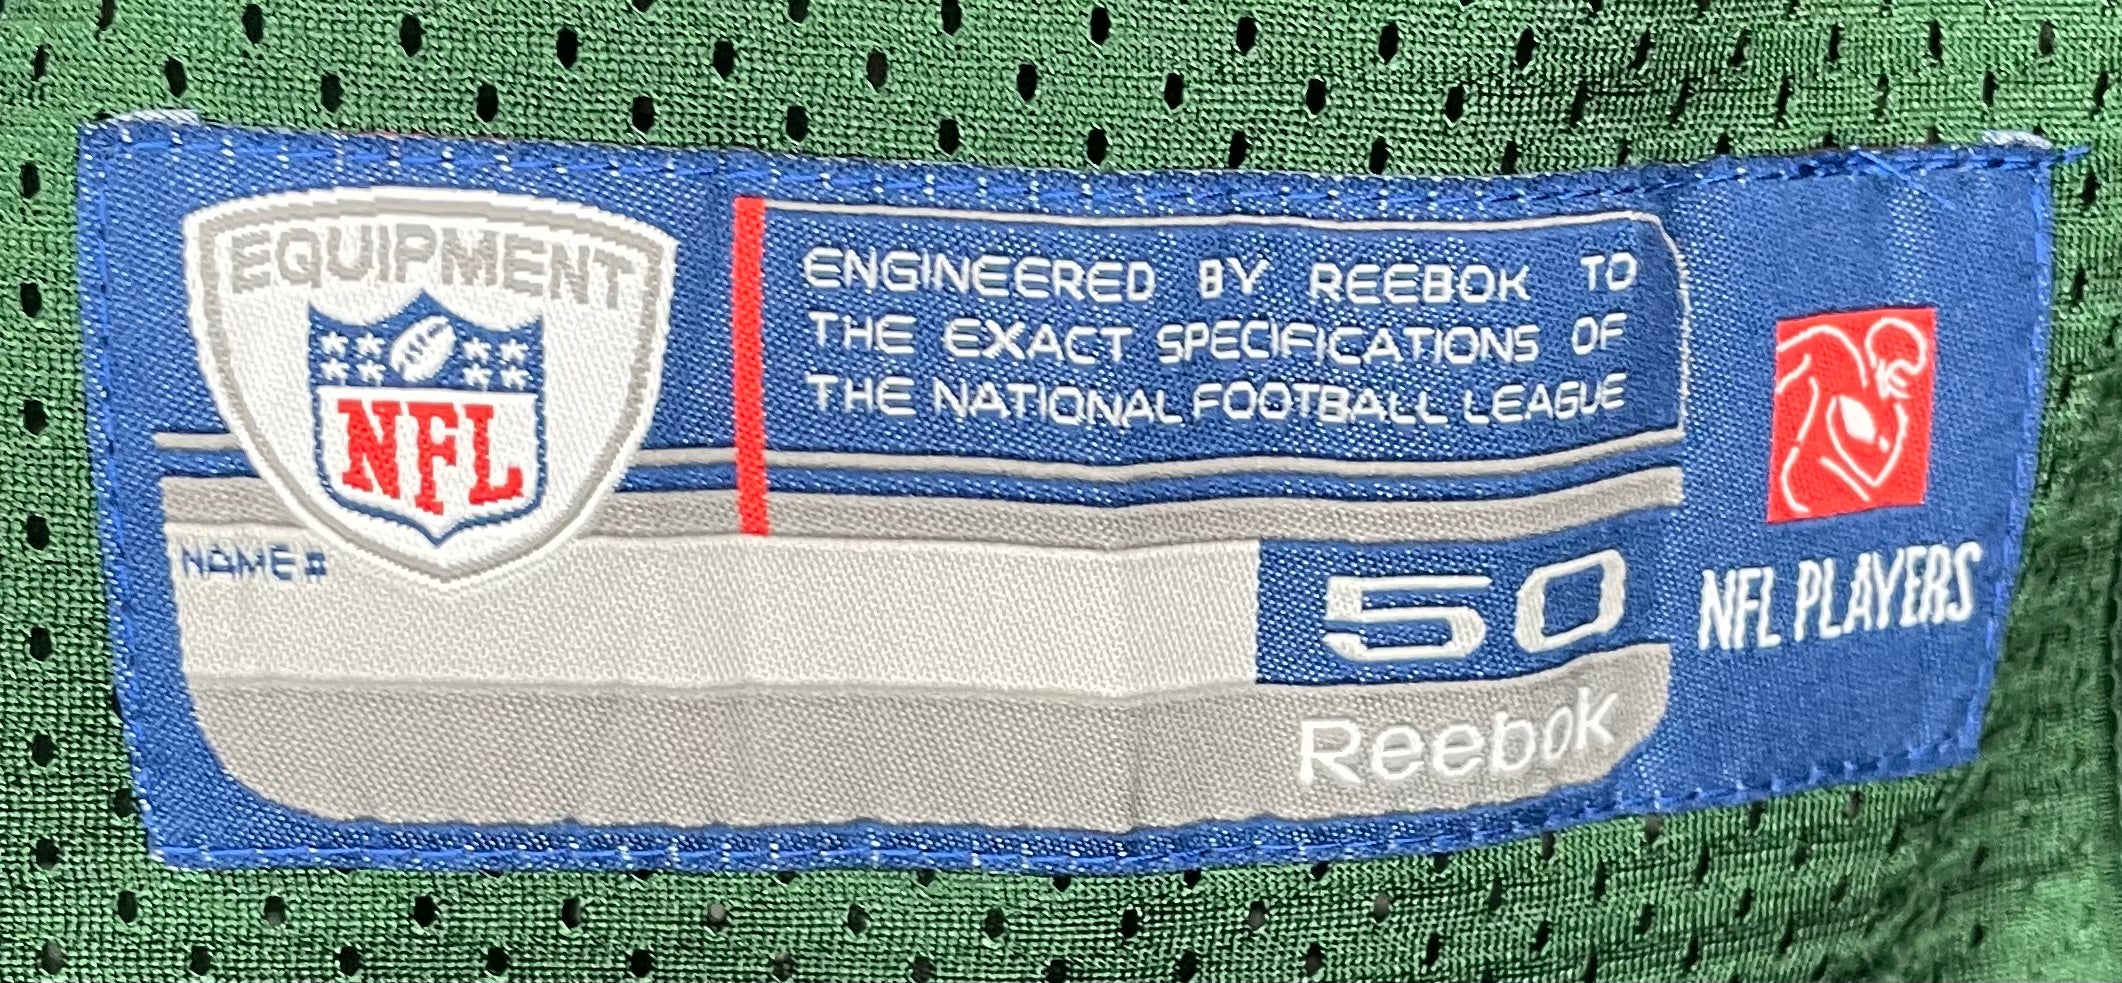 EQUIPMENT
NFL
ENGINEERED BY REEBOK TO
THE EXACT SPECIFICATIONS OF
THE NATIONAL FOOTBALL LEAGUE
NAME #
50
Reebok
NFL PLAYERS